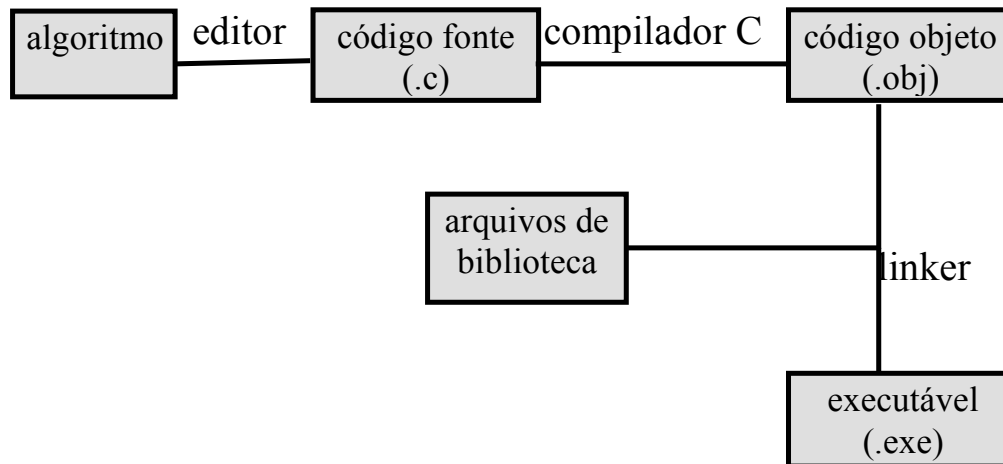 algoritmo
editor
código fonte
(.c)
compilador C
código objeto
(.obj)
arquivos de
biblioteca
linker
executável
(.exe)